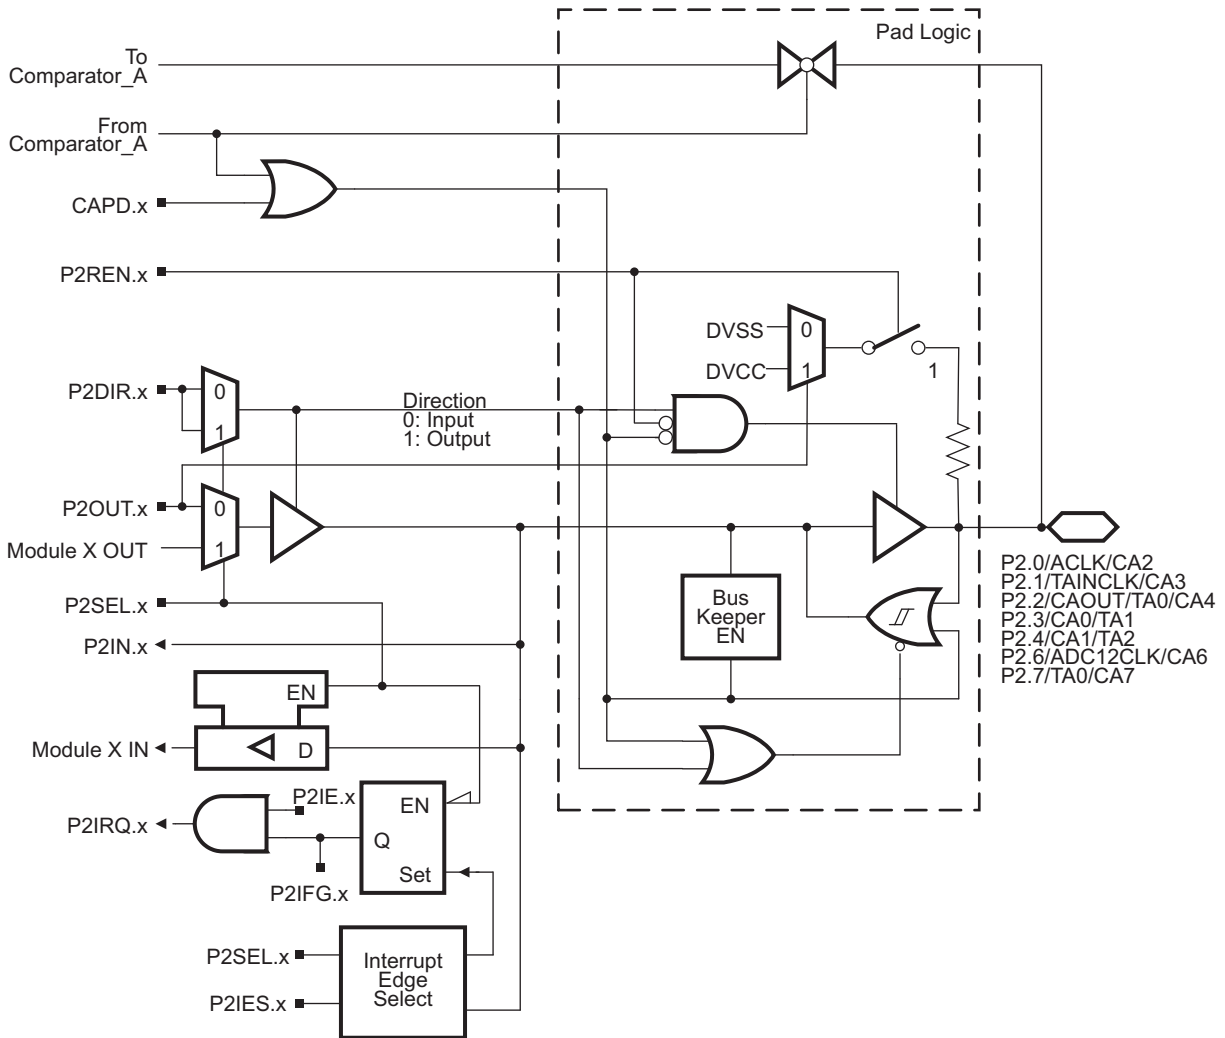 Pad Logic
To
Comparator_A
From
Comparator_A
CAPD.x
P2REN.x
DVSS
0
DVCC
1
1
P2DIR.x
0
1
Direction
0: Input
1: Output
P2OUT.x
0
Module X OUT
1
P2SEL.x
P2IN.x
Bus
Keeper
EN
P2.0/ACLK/CA2
P2.1/TAINCLK/CA3
P2.2/CAOUT/TA0/CA4
P2.3/CA0/TA1
P2.4/CA1/TA2
P2.6/ADC12CLK/CA6
P2.7/TA0/CA7
EN
Module X IN
D
P2IE.x
P2IRQ.x
EN
Q
Set
P2IFG.x
P2SEL.x
P2IES.x
Interrupt
Edge
Select